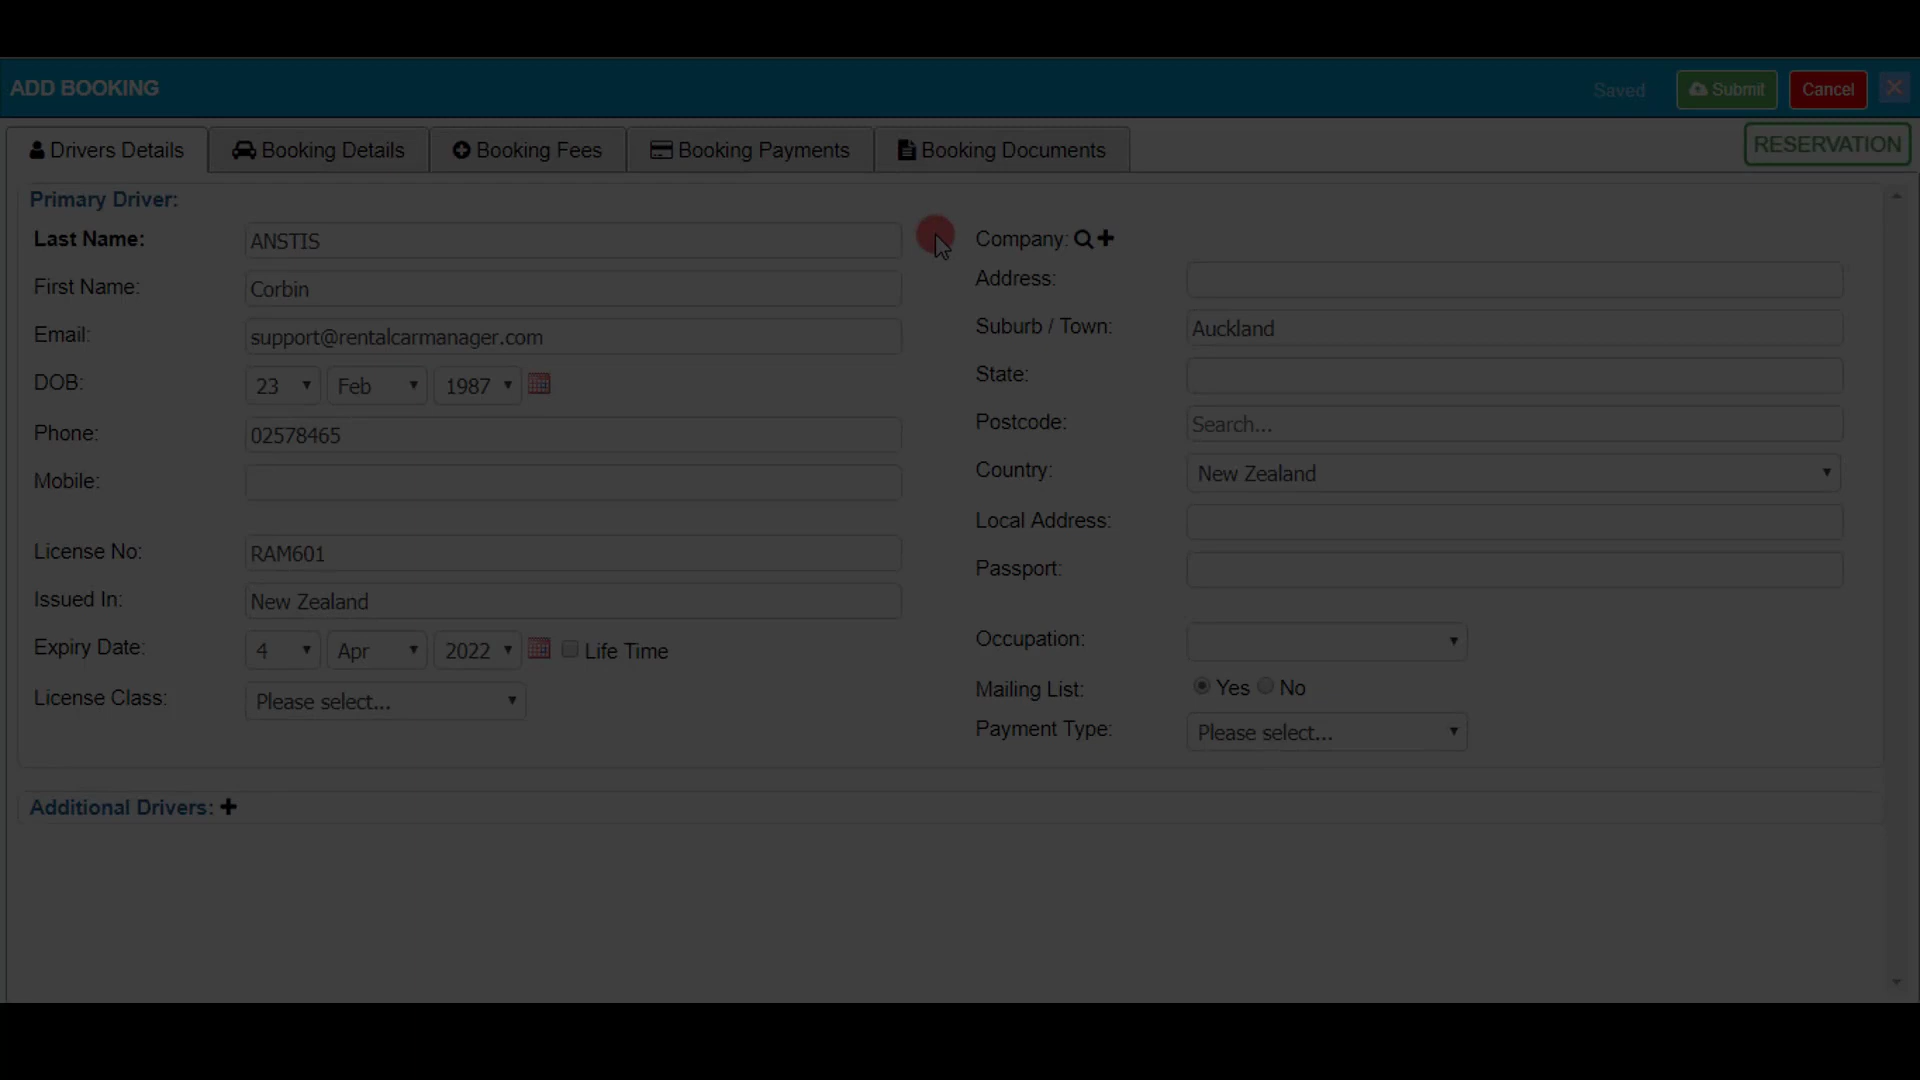 ADD BOOKING
Saved
Submit
Cancel
Drivers Details
Booking Details
Booking Fees
Booking Payments
Booking Documents
RESERVATION
Primary Driver:
Last Name: ANSTIS
First Name: Corbin
Email: support@rentalcarmanager.com
DOB: 23 Feb 1987
Phone: 02578465
Mobile:
License No: RAM601
Issued In: New Zealand
Expiry Date: 4 Apr 2022 Life Time
License Class: Please select...
Company:
Address:
Suburb / Town: Auckland
State:
Postcode: Search...
Country: New Zealand
Local Address:
Passport:
Occupation:
Mailing List: Yes No
Payment Type: Please select...
Additional Drivers: